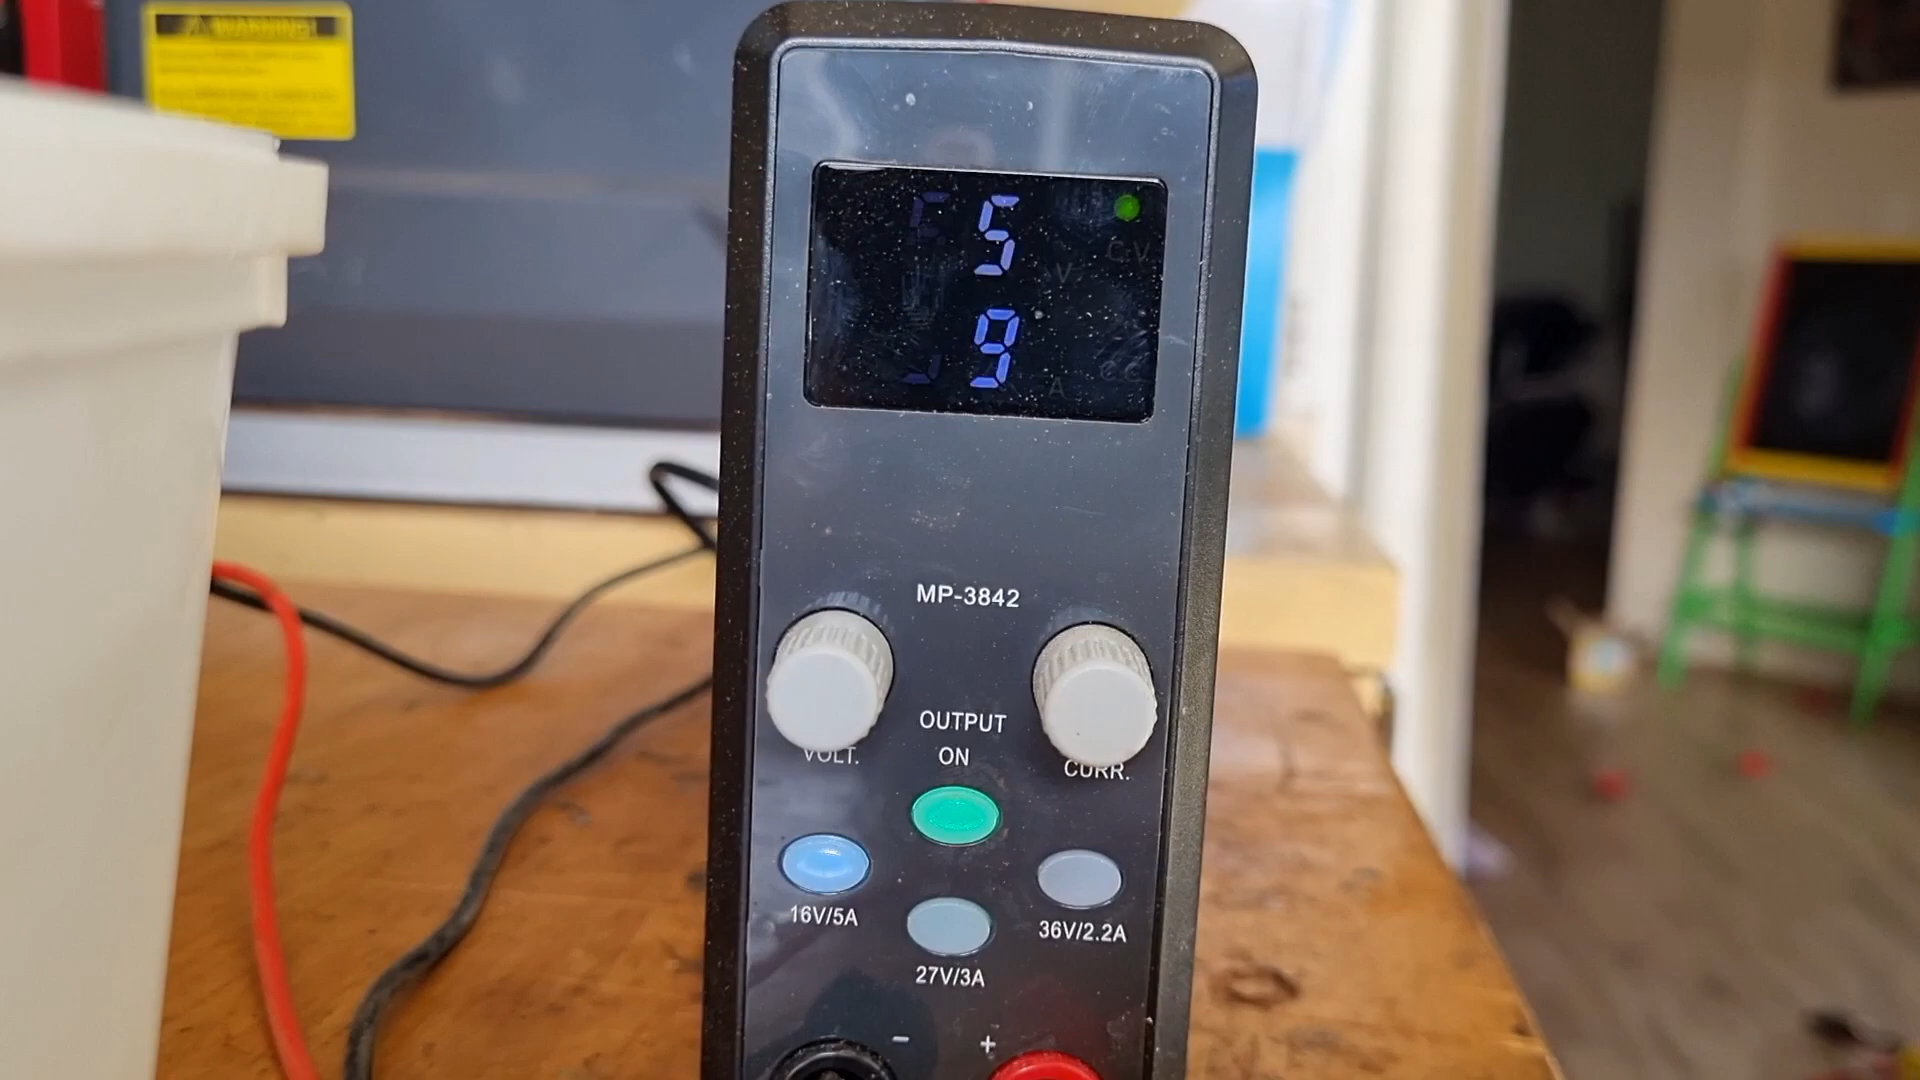 WARNING!
5
V
C.V
9
A
C.C
MP-3842
VOLT.
OUTPUT
ON
CURR.
16V/5A
36V/2.2A
27V/3A
- +